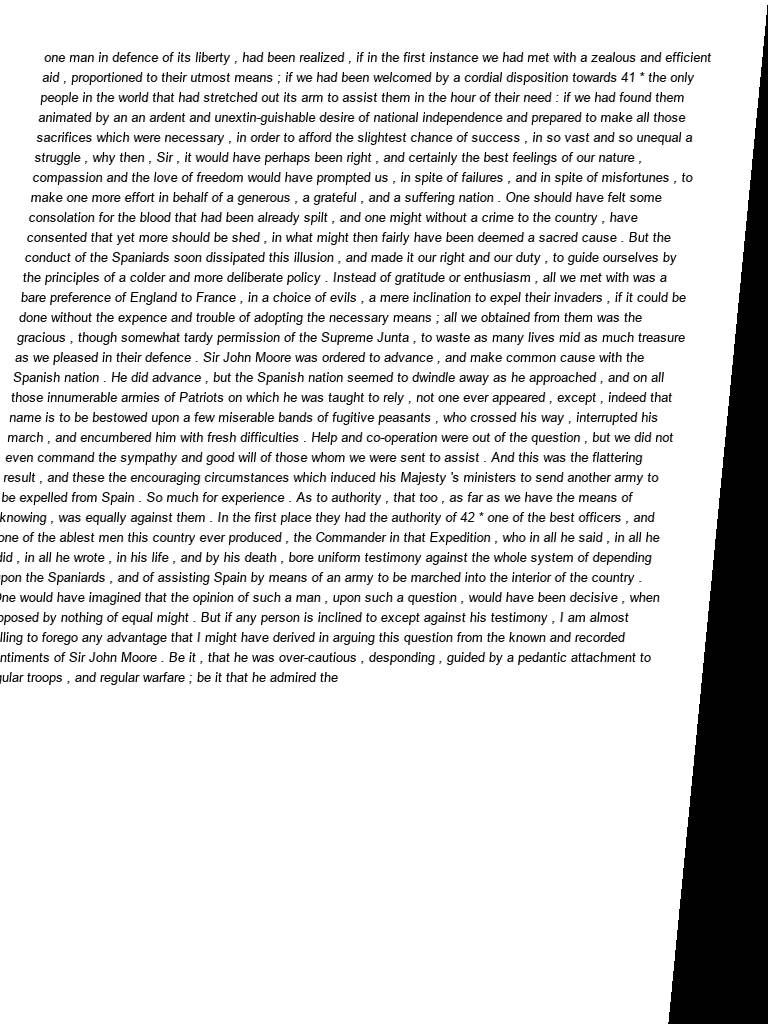 one man in defence of its liberty , had been realized , if in the first instance we had met with a zealous and efficient
aid , proportioned to their utmost means ; if we had been welcomed by a cordial disposition towards 41 * the only
people in the world that had stretched out its arm to assist them in the hour of their need : if we had found them
animated by an an ardent and unextin-guishable desire of national independence and prepared to make all those
sacrifices which were necessary , in order to afford the slightest chance of success , in so vast and so unequal a
struggle , why then , Sir , it would have perhaps been right , and certainly the best feelings of our nature ,
compassion and the love of freedom would have prompted us , in spite of failures , and in spite of misfortunes , to
make one more effort in behalf of a generous , a grateful , and a suffering nation . One should have felt some
consolation for the blood that had been already spilt , and one might without a crime to the country , have
consented that yet more should be shed , in what might then fairly have been deemed a sacred cause . But the
conduct of the Spaniards soon dissipated this illusion , and made it our right and our duty , to guide ourselves by
the principles of a colder and more deliberate policy . Instead of gratitude or enthusiasm , all we met with was a
bare preference of England to France , in a choice of evils , a mere inclination to expel their invaders , if it could be
done without the expence and trouble of adopting the necessary means ; all we obtained from them was the
gracious , though somewhat tardy permission of the Supreme Junta , to waste as many lives mid as much treasure
as we pleased in their defence . Sir John Moore was ordered to advance , and make common cause with the
Spanish nation . He did advance , but the Spanish nation seemed to dwindle away as he approached , and on all
those innumerable armies of Patriots on which he was taught to rely , not one ever appeared , except , indeed that
name is to be bestowed upon a few miserable bands of fugitive peasants , who crossed his way , interrupted his
march , and encumbered him with fresh difficulties . Help and co-operation were out of the question , but we did not
even command the sympathy and good will of those whom we were sent to assist . And this was the flattering
result , and these the encouraging circumstances which induced his Majesty 's ministers to send another army to
be expelled from Spain . So much for experience . As to authority , that too , as far as we have the means of
knowing , was equally against them . In the first place they had the authority of 42 * one of the best officers , and
one of the ablest men this country ever produced , the Commander in that Expedition , who in all he said , in all he
did , in all he wrote , in his life , and by his death , bore uniform testimony against the whole system of depending
pon the Spaniards , and of assisting Spain by means of an army to be marched into the interior of the country .
One would have imagined that the opinion of such a man , upon such a question , would have been decisive , when
pposed by nothing of equal might . But if any person is inclined to except against his testimony , I am almost
lling to forego any advantage that I might have derived in arguing this question from the known and recorded
ntiments of Sir John Moore . Be it , that he was over-cautious , desponding , guided by a pedantic attachment to
gular troops , and regular warfare ; be it that he admired the